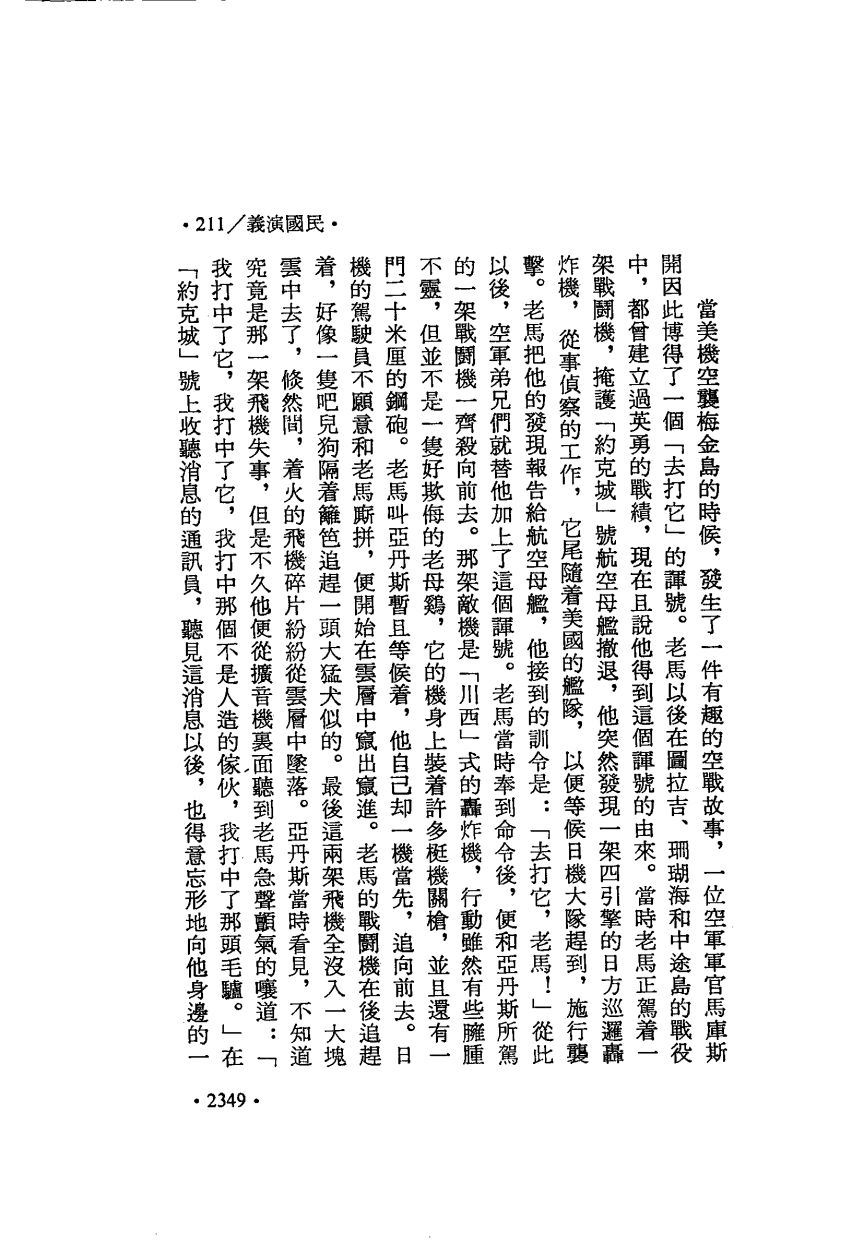 •211／義演國民•
當美機空襲梅金島的時候，發生了一件有趣的空戰故事，一位空軍軍官馬庫斯
開因此博得了一個「去打它」的諢號。老馬以後在圖拉吉、珊瑚海和中途島的戰役
中，都曾建立過英勇的戰績，現在且說他得到這個諢號的由來。當時老馬正駕着一
架戰鬭機，掩護「約克城」號航空母艦撤退，他突然發現一架四引擎的日方巡邏轟
炸機，從事偵察的工作，它尾隨着美國的艦隊，以便等候日機大隊趕到，施行襲
擊。老馬把他的發現報告給航空母艦，他接到的訓令是：「去打它，老馬！」從此
以後，空軍弟兄們就替他加上了這個諢號。老馬當時奉到命令後，便和亞丹斯所駕
的一架戰鬭機一齊殺向前去。那架敵機是「川西」式的轟炸機，行動雖然有些臃腫
不靈，但並不是一隻好欺侮的老母鷄，它的機身上裝着許多梃機關槍，並且還有一
門二十米厘的鋼砲。老馬叫亞丹斯暫且等候着，他自己却一機當先，追向前去。日
機的駕駛員不願意和老馬厮拼，便開始在雲層中竄出竄進。老馬的戰鬭機在後追趕
着，好像一隻吧兒狗隔着籬笆追趕一頭大猛犬似的。最後這兩架飛機全沒入一大塊
雲中去了，倏然間，着火的飛機碎片紛紛從雲層中墜落。亞丹斯當時看見，不知道
究竟是那一架飛機失事，但是不久他便從擴音機裏面聽到老馬急聲顫氣的嚷道：「
我打中了它，我打中了它，我打中那個不是人造的傢伙，我打中了那頭毛驢。」在
「約克城」號上收聽消息的通訊員，聽見這消息以後，也得意忘形地向他身邊的一
•2349•